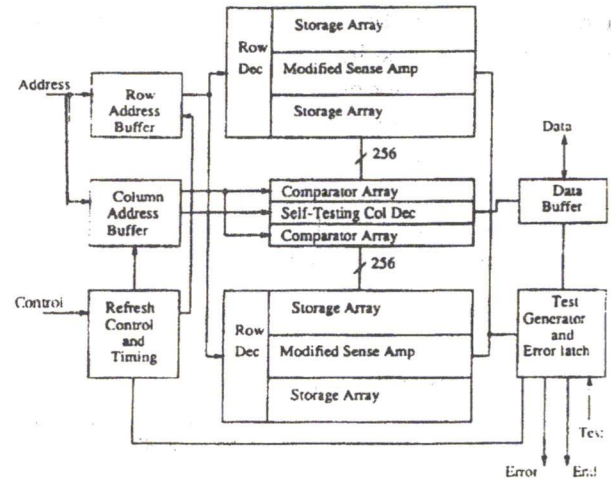 Storage Array
Row
Dec
Modified Sense Amp
Storage Array
Address
Row
Address
Buffer
256
Data
Column
Address
Buffer
Comparator Array
Self-Testing Col Dec
Comparator Array
Data
Buffer
256
Control
Refresh
Control
and
Timing
Storage Array
Row
Dec
Modified Sense Amp
Storage Array
Test
Generator
and
Error latch
Test
Error
End